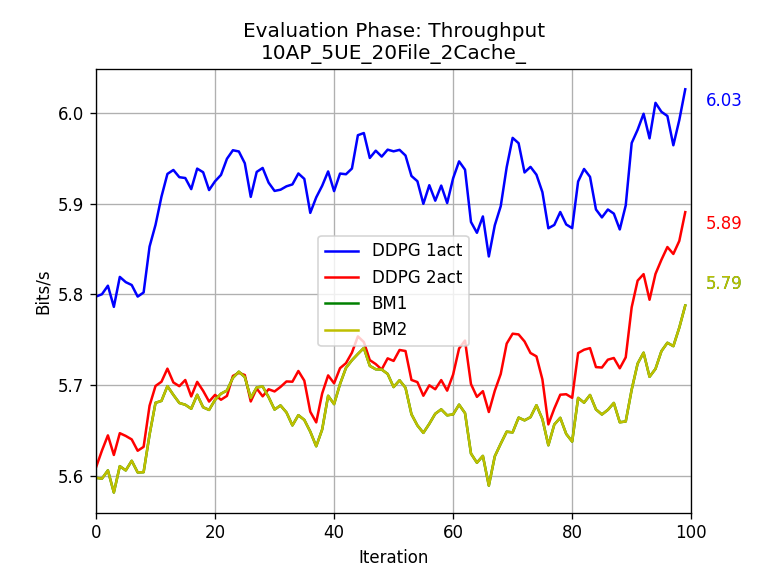 Evaluation Phase: Throughput
10AP_5UE_20File_2Cache_
6.03
6.0
5.9
5.89
DDPG 1act
DDPG 2act
BM1
BM2
5.79
5.8
5.7
5.6
Bits/s
0 20 40 60 80 100
Iteration